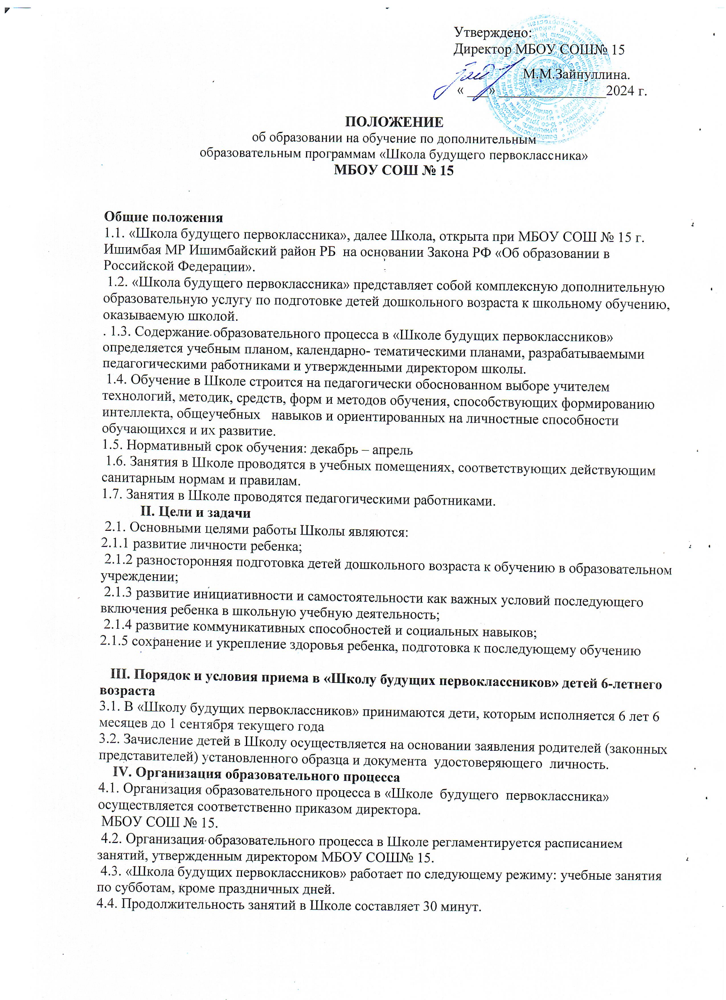 Утверждено:
Директор МБОУ СОШ№ 15
М.М.Зайнуллина.
« ___» _______________2024 г.
ПОЛОЖЕНИЕ
об образовании на обучение по дополнительным
образовательным программам «Школа будущего первоклассника»
МБОУ СОШ № 15
Общие положения
1.1. «Школа будущего первоклассника», далее Школа, открыта при МБОУ СОШ № 15 г.
Ишимбая МР Ишимбайский район РБ на основании Закона РФ «Об образовании в
Российской Федерации».
1.2. «Школа будущего первоклассника» представляет собой комплексную дополнительную
образовательную услугу по подготовке детей дошкольного возраста к школьному обучению,
оказываемую школой.
. 1.3. Содержание образовательного процесса в «Школе будущих первоклассников»
определяется учебным планом, календарно- тематическими планами, разрабатываемыми
педагогическими работниками и утвержденными директором школы.
1.4. Обучение в Школе строится на педагогически обоснованном выборе учителем
технологий, методик, средств, форм и методов обучения, способствующих формированию
интеллекта, общеучебных навыков и ориентированных на личностные способности
обучающихся и их развитие.
1.5. Нормативный срок обучения: декабрь – апрель
1.6. Занятия в Школе проводятся в учебных помещениях, соответствующих действующим
санитарным нормам и правилам.
1.7. Занятия в Школе проводятся педагогическими работниками.
II. Цели и задачи
2.1. Основными целями работы Школы являются:
2.1.1 развитие личности ребенка;
2.1.2 разносторонняя подготовка детей дошкольного возраста к обучению в образовательном
учреждении;
2.1.3 развитие инициативности и самостоятельности как важных условий последующего
включения ребенка в школьную учебную деятельность;
2.1.4 развитие коммуникативных способностей и социальных навыков;
2.1.5 сохранение и укрепление здоровья ребенка, подготовка к последующему обучению
III. Порядок и условия приема в «Школу будущих первоклассников» детей 6-летнего
возраста
3.1. В «Школу будущих первоклассников» принимаются дети, которым исполняется 6 лет 6
месяцев до 1 сентября текущего года
3.2. Зачисление детей в Школу осуществляется на основании заявления родителей (законных
представителей) установленного образца и документа удостоверяющего личность.
IV. Организация образовательного процесса
4.1. Организация образовательного процесса в «Школе будущего первоклассника»
осуществляется соответственно приказом директора.
МБОУ СОШ № 15.
4.2. Организация образовательного процесса в Школе регламентируется расписанием
занятий, утвержденным директором МБОУ СОШ№ 15.
4.3. «Школа будущих первоклассников» работает по следующему режиму: учебные занятия
по субботам, кроме праздничных дней.
4.4. Продолжительность занятий в Школе составляет 30 минут.